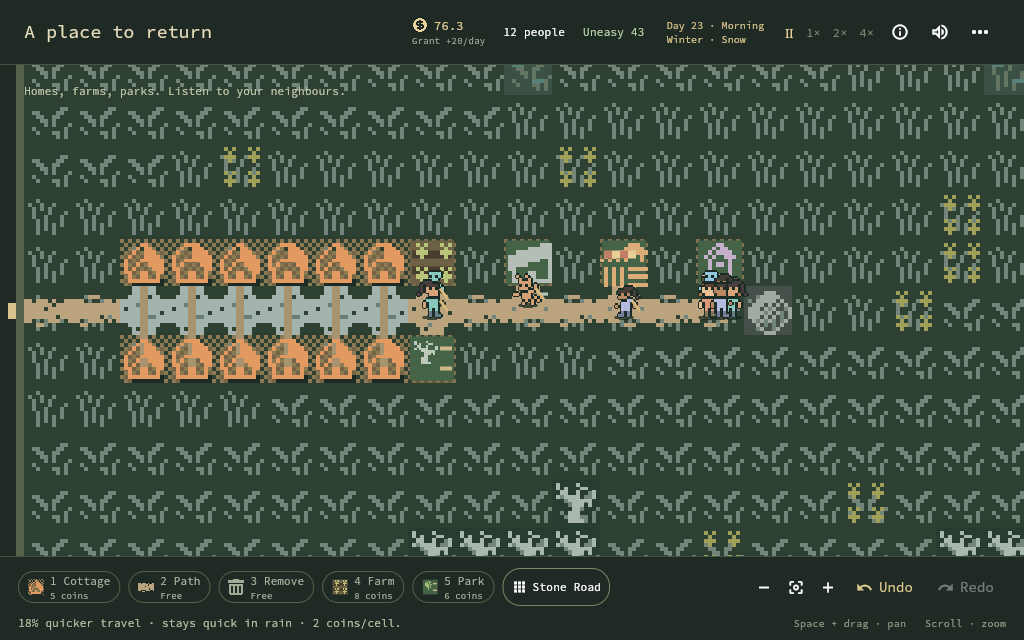 A place to return
76.3
Grant +20/day
12 people
Uneasy 43
Day 23 · Morning
Winter · Snow
1×
2×
4×
Homes, farms, parks. Listen to your neighbours.
1 Cottage
5 coins
2 Path
Free
3 Remove
Free
4 Farm
8 coins
5 Park
6 coins
Stone Road
Undo
Redo
18% quicker travel · stays quick in rain · 2 coins/cell.
Space + drag · pan
Scroll · zoom